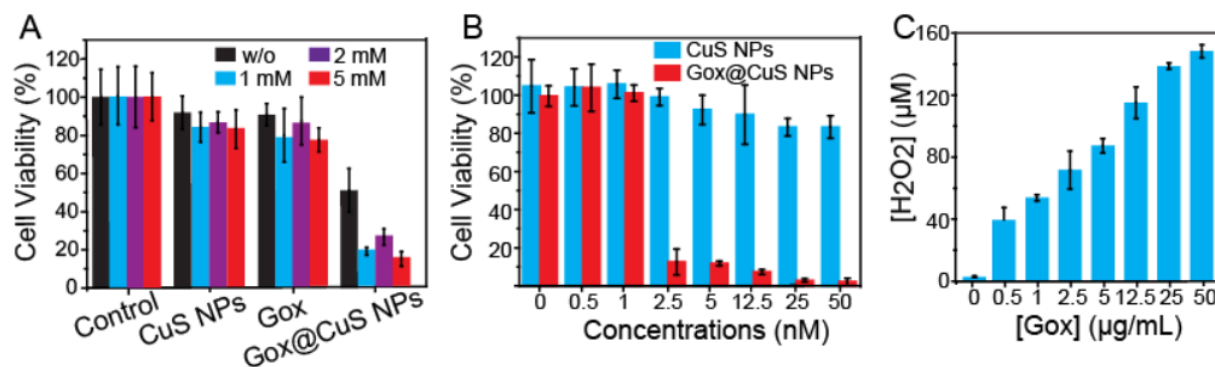 A
Cell Viability (%)
120
100
80
60
40
20
0
w/o
2 mM
1 mM
5 mM
Control
CuS NPs
Gox
Gox@CuS NPs
B
Cell Viability (%)
120
100
80
60
40
20
0
CuS NPs
Gox@CuS NPs
0 0.5 1 2.5 5 12.5 25 50
Concentrations (nM)
C
[H2O2] (µM)
160
120
80
40
0
0 0.5 1 2.5 5 12.5 25 50
[Gox] (µg/mL)